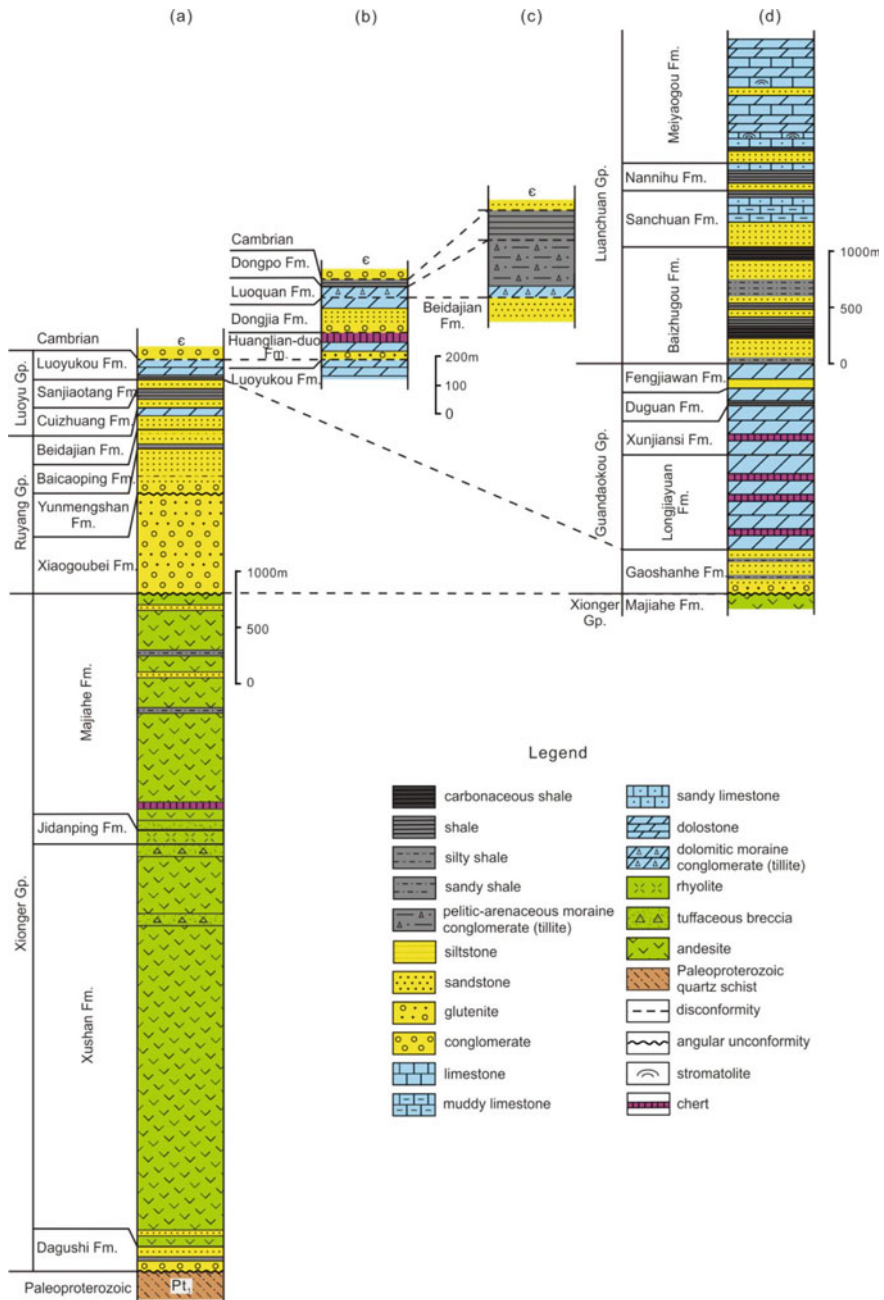 (a)
(b)
(c)
(d)
Cambrian
Luoyukou Fm.
Sanjiaotang Fm
Cuizhuang Fm.
Beidajian Fm.
Baicaoping Fm.
Yunmengshan
Fm.
Xiaogoubei Fm.
Majiahe Fm.
Jidanping Fm.
Xushan Fm.
Dagushi Fm.
Paleoproterozoic
Luoyu Gp.
Ruyang Gp.
Xionger Gp.
є
Pt₁
1000m
500
0
Cambrian
Dongpo Fm.
Luoquan Fm.
Dongjia Fm.
Huanglian-duo
Fm.
Luoyukou Fm.
є
200m
100
0
є
Beidajian
Fm.
Luanchuan Gp.
Guandaokou Gp.
Xionger
Gp.
Meiyaogou Fm.
Nannihu Fm.
Sanchuan Fm.
Baizhugou Fm.
Fengjiawan Fm.
Duguan Fm.
Xunjiansi Fm.
Longjiayuan
Fm.
Gaoshanhe Fm.
Majiahe Fm.
1000m
500
0
Legend
carbonaceous shale
shale
silty shale
sandy shale
pelitic-arenaceous moraine
conglomerate (tillite)
siltstone
sandstone
glutenite
conglomerate
limestone
muddy limestone
sandy limestone
dolostone
dolomitic moraine
conglomerate (tillite)
rhyolite
tuffaceous breccia
andesite
Paleoproterozoic
quartz schist
disconformity
angular unconformity
stromatolite
chert